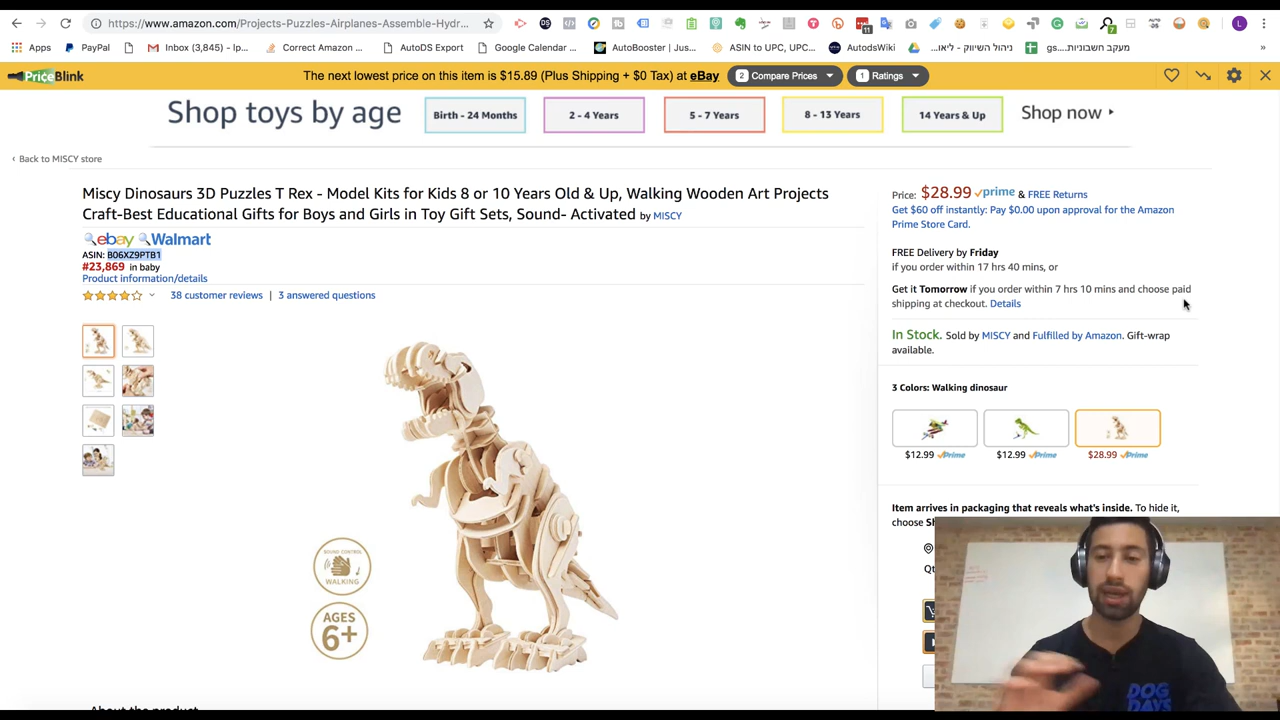 https://www.amazon.com/Projects-Puzzles-Airplanes-Assemble-Hydr...
Apps PayPal Inbox (3,845) - lp... Correct Amazon ... AutoDS Export Google Calendar ... AutoBooster | Jus... ASIN to UPC, UPC... AutodsWiki ניהול השיווק - ליאו... מעקב חשבוניות.gs... »
PriceBlink The next lowest price on this item is $15.89 (Plus Shipping + $0 Tax) at eBay 2 Compare Prices 1 Ratings
Shop toys by age Birth - 24 Months 2 - 4 Years 5 - 7 Years 8 - 13 Years 14 Years & Up Shop now
‹ Back to MISCY store
Miscy Dinosaurs 3D Puzzles T Rex - Model Kits for Kids 8 or 10 Years Old & Up, Walking Wooden Art Projects
Craft-Best Educational Gifts for Boys and Girls in Toy Gift Sets, Sound- Activated by MISCY
ebay Walmart
ASIN: B06XZ9PTB1
#23,869 in baby
Product information/details
38 customer reviews | 3 answered questions
SOUND CONTROL
WALKING
AGES
6+
About the product
Price: $28.99 prime & FREE Returns
Get $60 off instantly: Pay $0.00 upon approval for the Amazon
Prime Store Card.
FREE Delivery by Friday
if you order within 17 hrs 40 mins, or
Get it Tomorrow if you order within 7 hrs 10 mins and choose paid
shipping at checkout. Details
In Stock. Sold by MISCY and Fulfilled by Amazon. Gift-wrap
available.
3 Colors: Walking dinosaur
$12.99 Prime $12.99 Prime $28.99 Prime
Item arrives in packaging that reveals what's inside. To hide it,
choose
DOG
DAYS